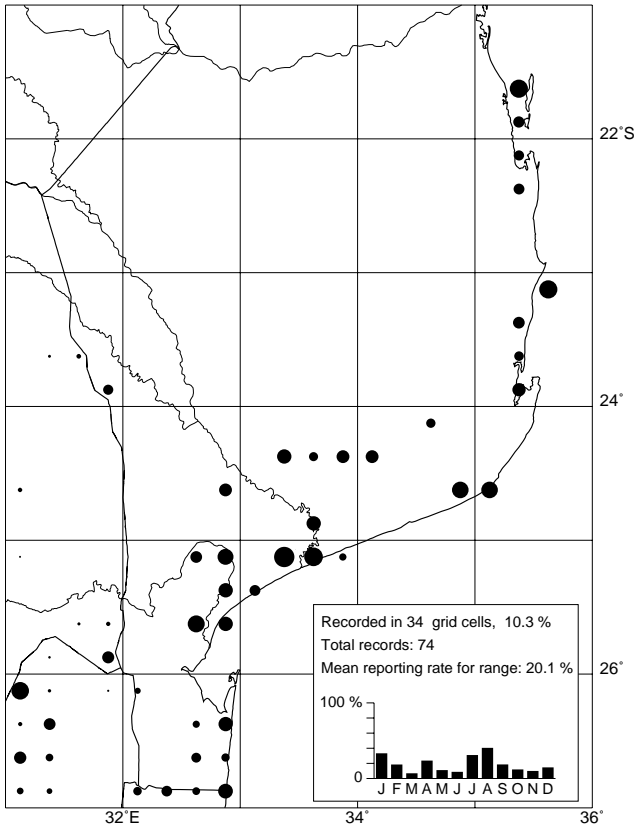 22°S
24°
Recorded in 34 grid cells, 10.3 %
Total records: 74
Mean reporting rate for range: 20.1 %
26°
100 %
0
J F M A M J J A S O N D
32°E 34° 36°